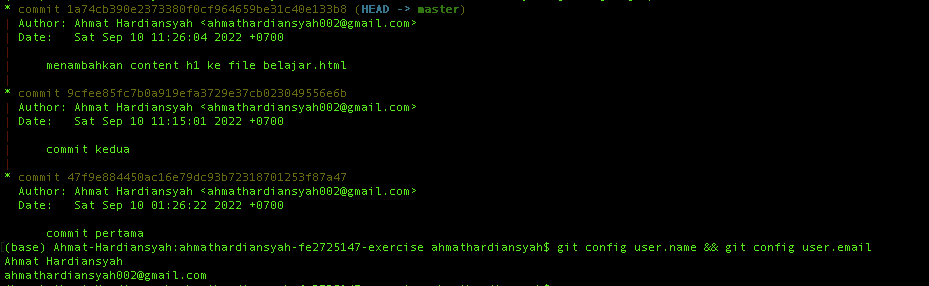 * commit 1a74cb390e2373380f0cf964659be31c40e133b8 (HEAD -> master)
| Author: Ahmat Hardiansyah <ahmathardiansyah002@gmail.com>
| Date:   Sat Sep 10 11:26:04 2022 +0700
|
|     menambahkan content h1 ke file belajar.html
|
* commit 9cfee85fc7b0a919efa3729e37cb023049556e6b
| Author: Ahmat Hardiansyah <ahmathardiansyah002@gmail.com>
| Date:   Sat Sep 10 11:15:01 2022 +0700
|
|     commit kedua
|
* commit 47f9e884450ac16e79dc93b72318701253f87a47
  Author: Ahmat Hardiansyah <ahmathardiansyah002@gmail.com>
  Date:   Sat Sep 10 01:26:22 2022 +0700

      commit pertama
(base) Ahmat-Hardiansyah:ahmathardiansyah-fe2725147-exercise ahmathardiansyah$ git config user.name && git config user.email
Ahmat Hardiansyah
ahmathardiansyah002@gmail.com